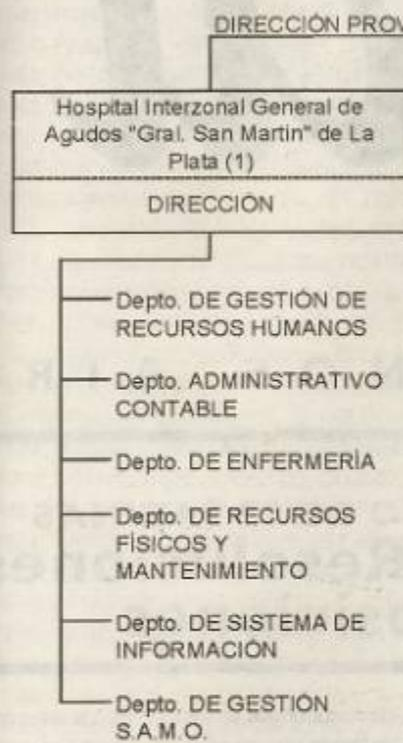 DIRECCIÓN PROV
Hospital Interzonal General de
Agudos "Gral. San Martin" de La
Plata (1)
DIRECCIÓN
Depto. DE GESTIÓN DE
RECURSOS HUMANOS
Depto. ADMINISTRATIVO
CONTABLE
Depto. DE ENFERMERÍA
Depto. DE RECURSOS
FÍSICOS Y
MANTENIMIENTO
Depto. DE SISTEMA DE
INFORMACIÓN
Depto. DE GESTIÓN
S.A.M.O.